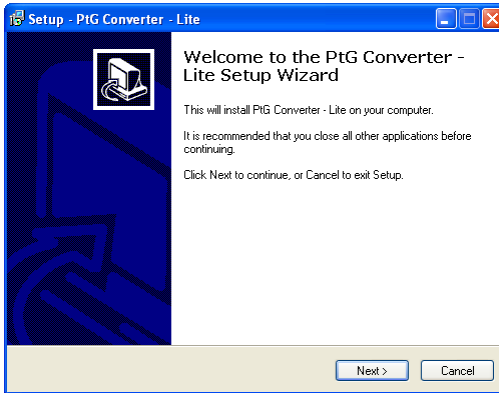 Setup - PtG Converter - Lite
Welcome to the PtG Converter -
Lite Setup Wizard
This will install PtG Converter - Lite on your computer.
It is recommended that you close all other applications before
continuing.
Click Next to continue, or Cancel to exit Setup.
Next >
Cancel